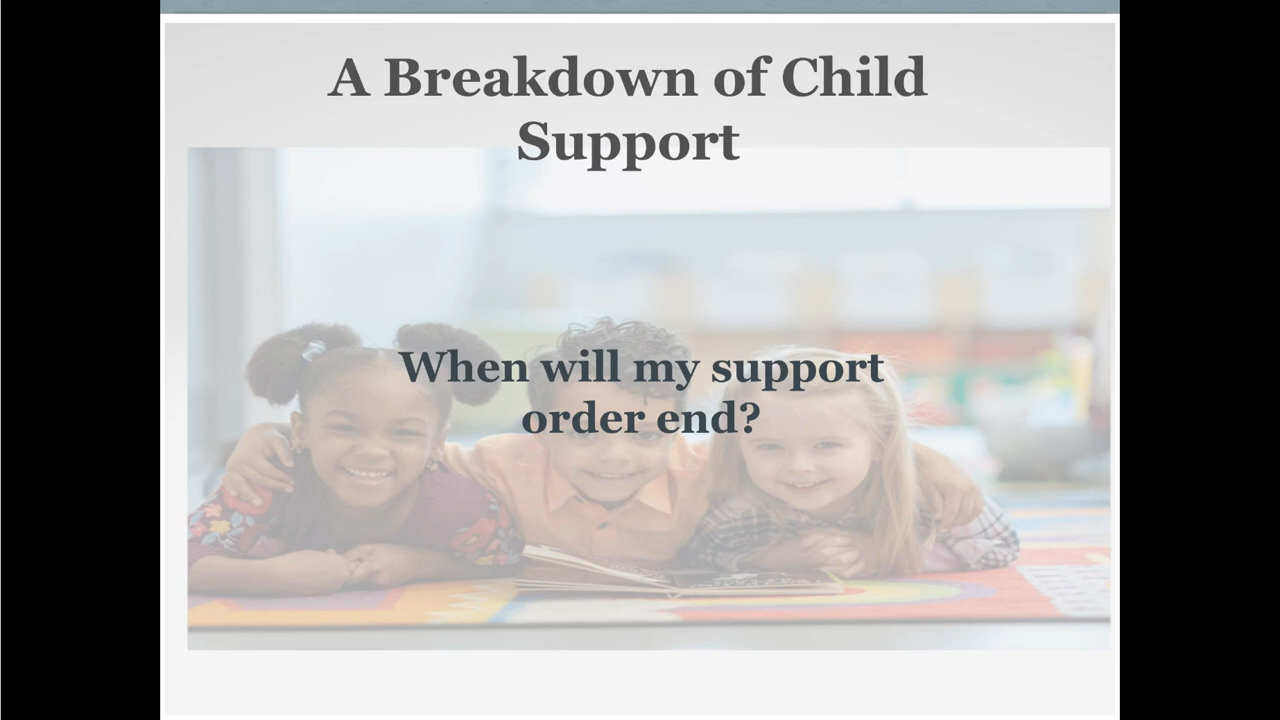 A Breakdown of Child
Support
When will my support
order end?